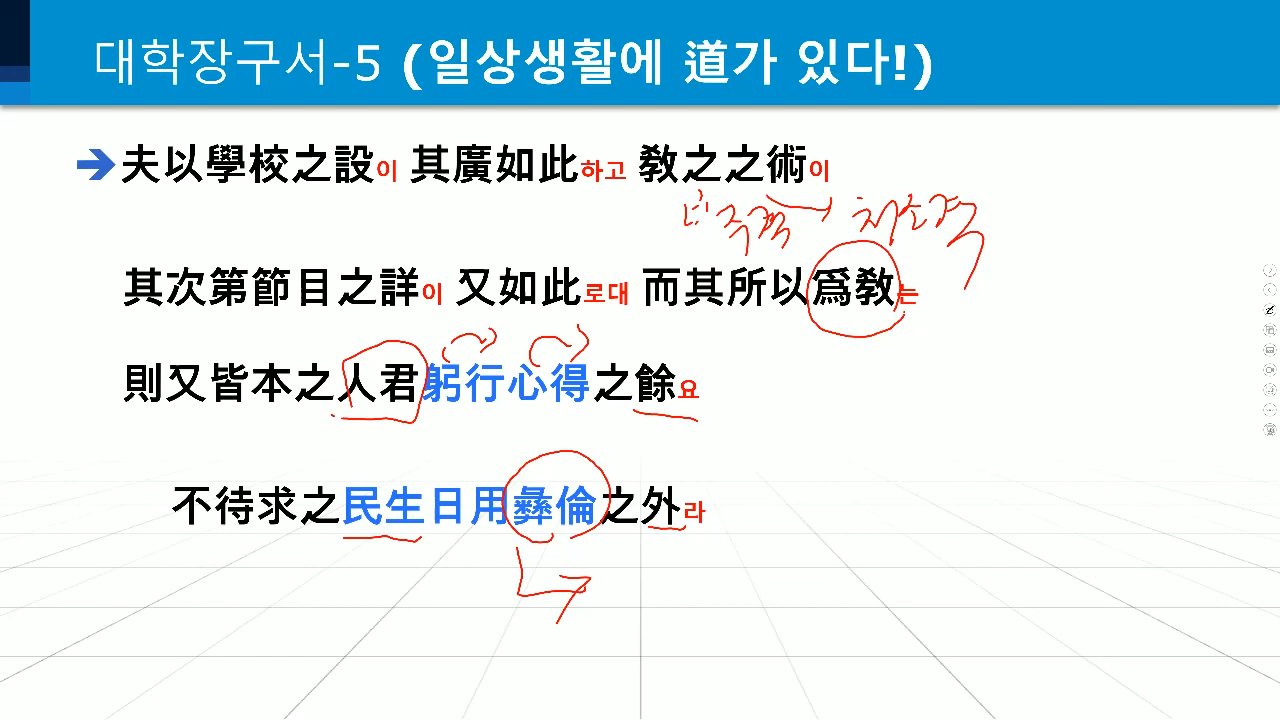 대학장구서-5 (일상생활에 道가 있다!)
夫以學校之設이 其廣如此하고 敎之之術이
其次第節目之詳이 又如此로대 而其所以爲敎는
則又皆本之人君躬行心得之餘요
不待求之民生日用彛倫之外라